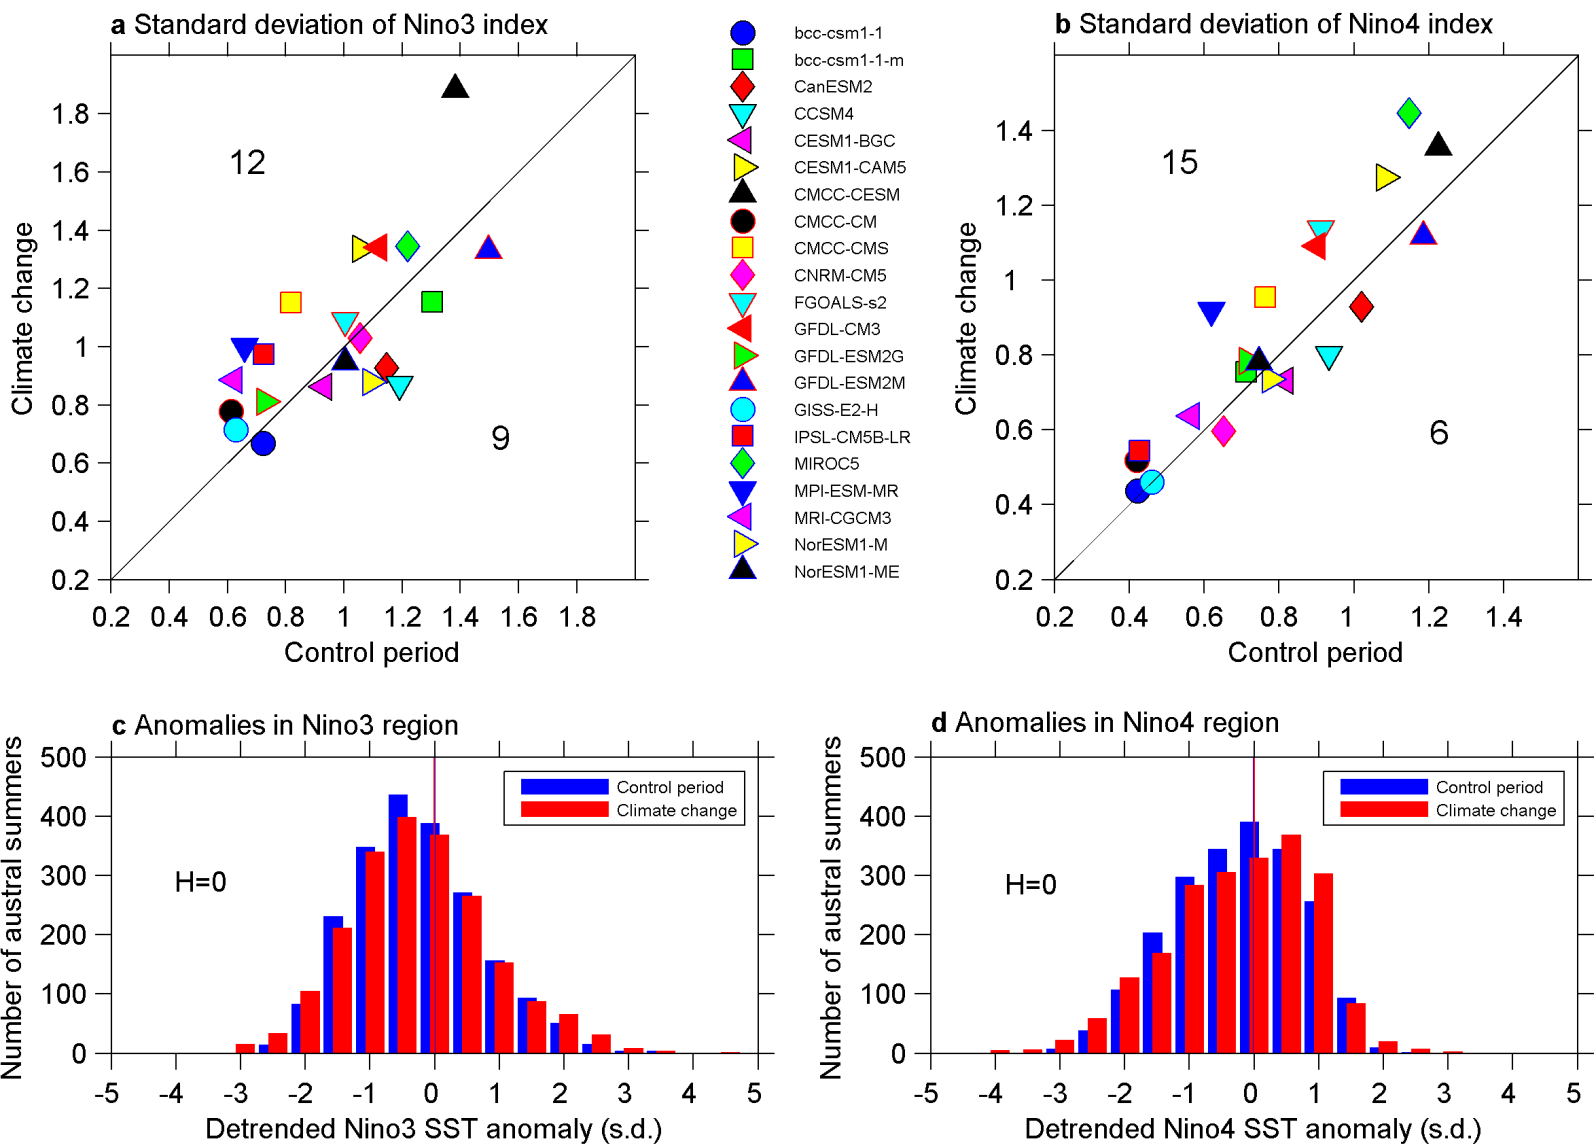 a Standard deviation of Nino3 index
1.8
1.6
1.4
1.2
1
0.8
0.6
0.4
0.2
0.2 0.4 0.6 0.8 1 1.2 1.4 1.6 1.8
Control period
Climate change
12
9
bcc-csm1-1
bcc-csm1-1-m
CanESM2
CCSM4
CESM1-BGC
CESM1-CAM5
CMCC-CESM
CMCC-CM
CMCC-CMS
CNRM-CM5
FGOALS-s2
GFDL-CM3
GFDL-ESM2G
GFDL-ESM2M
GISS-E2-H
IPSL-CM5B-LR
MIROC5
MPI-ESM-MR
MRI-CGCM3
NorESM1-M
NorESM1-ME
b Standard deviation of Nino4 index
1.4
1.2
1
0.8
0.6
0.4
0.2
0.2 0.4 0.6 0.8 1 1.2 1.4
Control period
Climate change
15
6
c Anomalies in Nino3 region
500
400
300
200
100
0
-5 -4 -3 -2 -1 0 1 2 3 4 5
Detrended Nino3 SST anomaly (s.d.)
Number of austral summers
Control period
Climate change
H=0
d Anomalies in Nino4 region
500
400
300
200
100
0
-5 -4 -3 -2 -1 0 1 2 3 4 5
Detrended Nino4 SST anomaly (s.d.)
Number of austral summers
Control period
Climate change
H=0